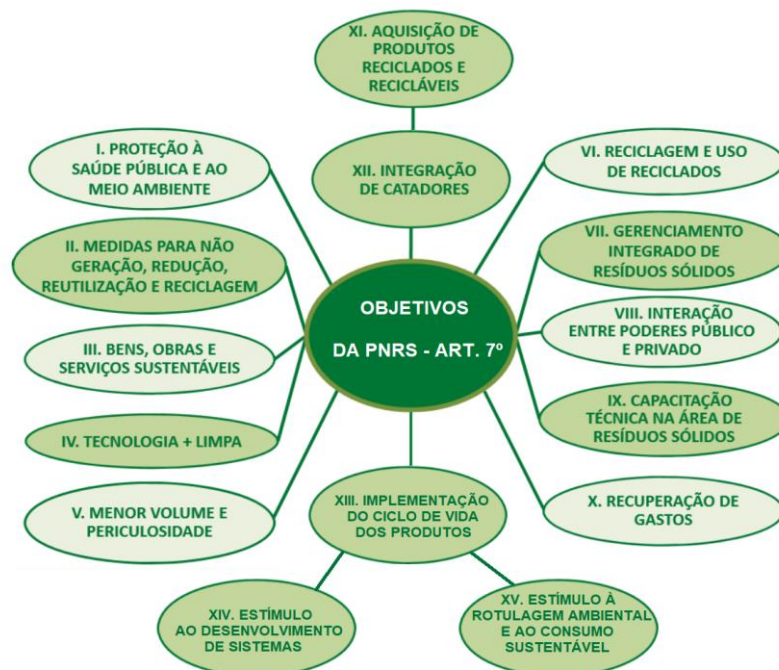 XI. AQUISIÇÃO DE
PRODUTOS
RECICLADOS E
RECICLÁVEIS
I. PROTEÇÃO À
SAÚDE PÚBLICA E AO
MEIO AMBIENTE
XII. INTEGRAÇÃO
DE CATADORES
VI. RECICLAGEM E USO
DE RECICLADOS
II. MEDIDAS PARA NÃO
GERAÇÃO, REDUÇÃO,
REUTILIZAÇÃO E RECICLAGEM
VII. GERENCIAMENTO
INTEGRADO DE
RESÍDUOS SÓLIDOS
OBJETIVOS
DA PNRS - ART. 7º
III. BENS, OBRAS E
SERVIÇOS SUSTENTÁVEIS
VIII. INTERAÇÃO
ENTRE PODERES PÚBLICO
E PRIVADO
IV. TECNOLOGIA + LIMPA
IX. CAPACITAÇÃO
TÉCNICA NA ÁREA DE
RESÍDUOS SÓLIDOS
V. MENOR VOLUME E
PERICULOSIDADE
XIII. IMPLEMENTAÇÃO
DO CICLO DE VIDA
DOS PRODUTOS
X. RECUPERAÇÃO DE
GASTOS
XIV. ESTÍMULO
AO DESENVOLVIMENTO
DE SISTEMAS
XV. ESTÍMULO À
ROTULAGEM AMBIENTAL
E AO CONSUMO
SUSTENTÁVEL